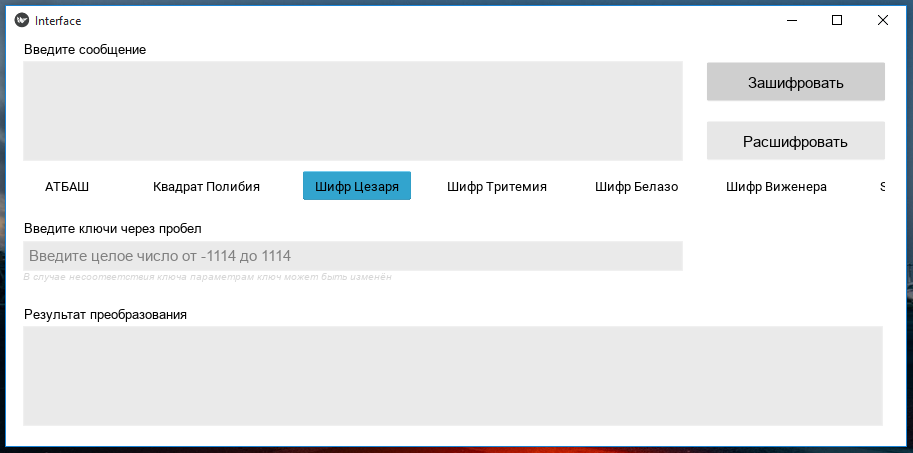 Interface
Введите сообщение
Зашифровать
Расшифровать
АТБАШ Квадрат Полибия Шифр Цезаря Шифр Тритемия Шифр Белазо Шифр Виженера
Введите ключи через пробел
Введите целое число от -1114 до 1114
В случае несоответствия ключа параметрам ключ может быть изменён
Результат преобразования